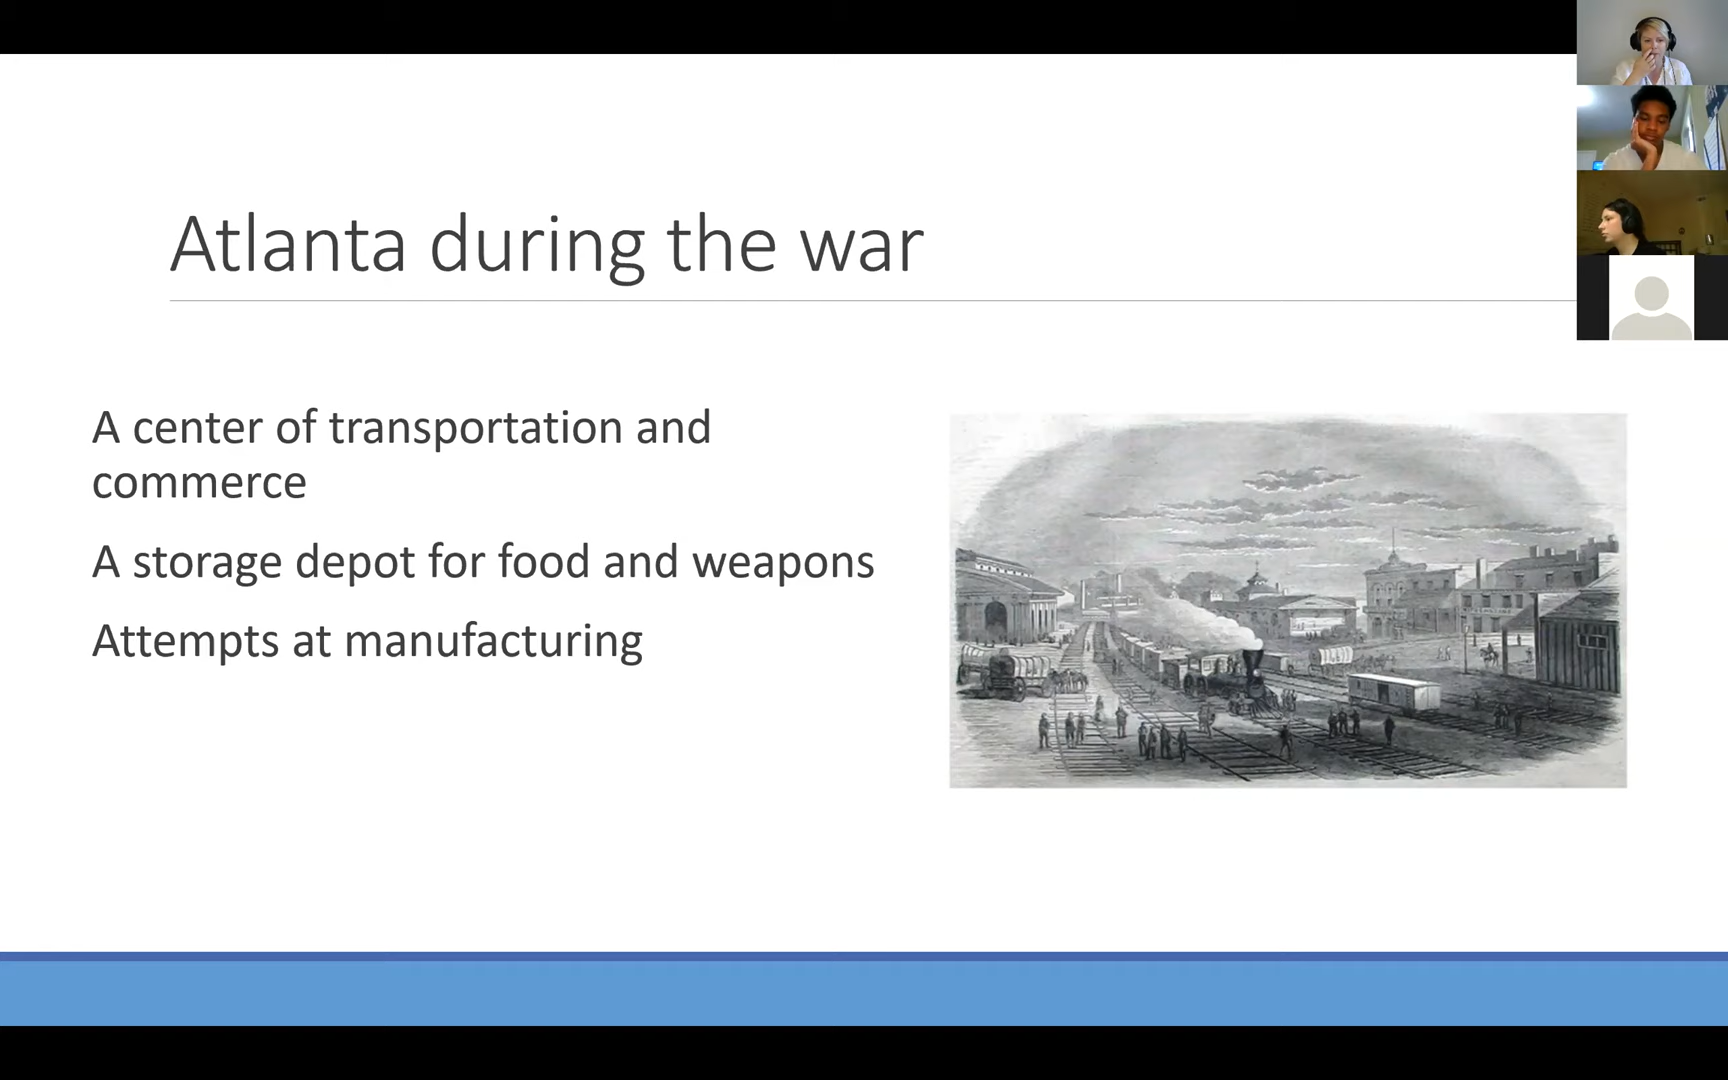 Atlanta during the war
A center of transportation and
commerce
A storage depot for food and weapons
Attempts at manufacturing